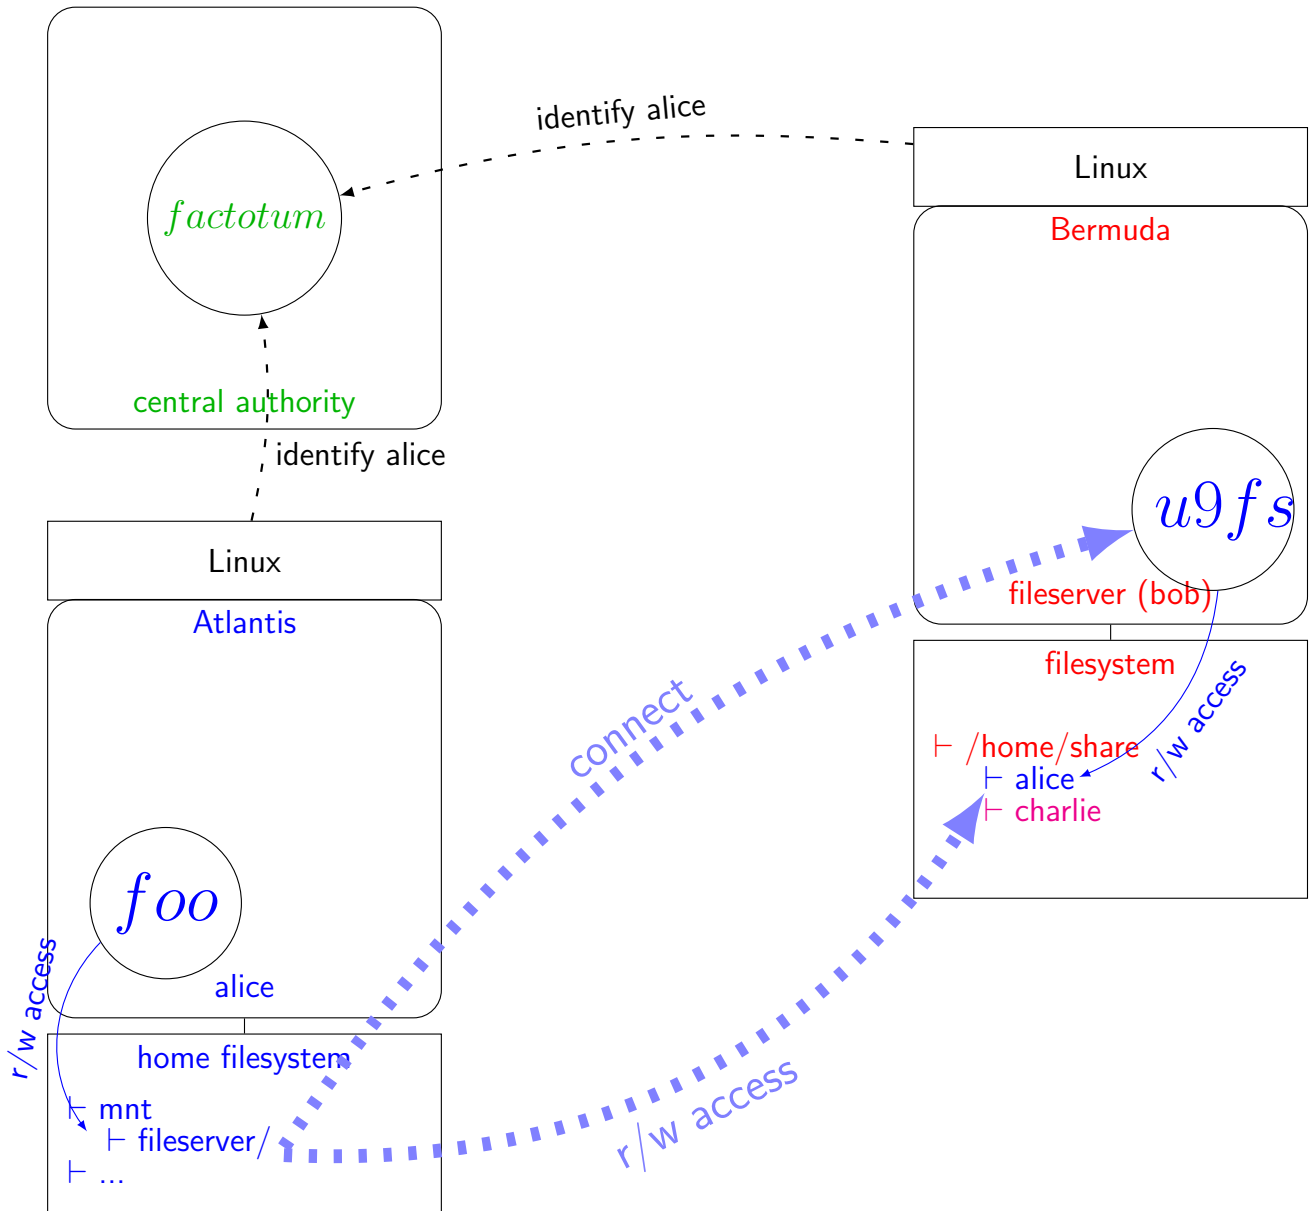 identify alice
Linux
factotum
Bermuda
central authority
identify alice
u9fs
Linux
fileserver (bob)
Atlantis
filesystem
connect
r/w access
⊢ /home/share
⊢ alice
⊢ charlie
foo
r/w access
alice
home filesystem
r/w access
⊢ mnt
⊢ fileserver/
⊢ ...